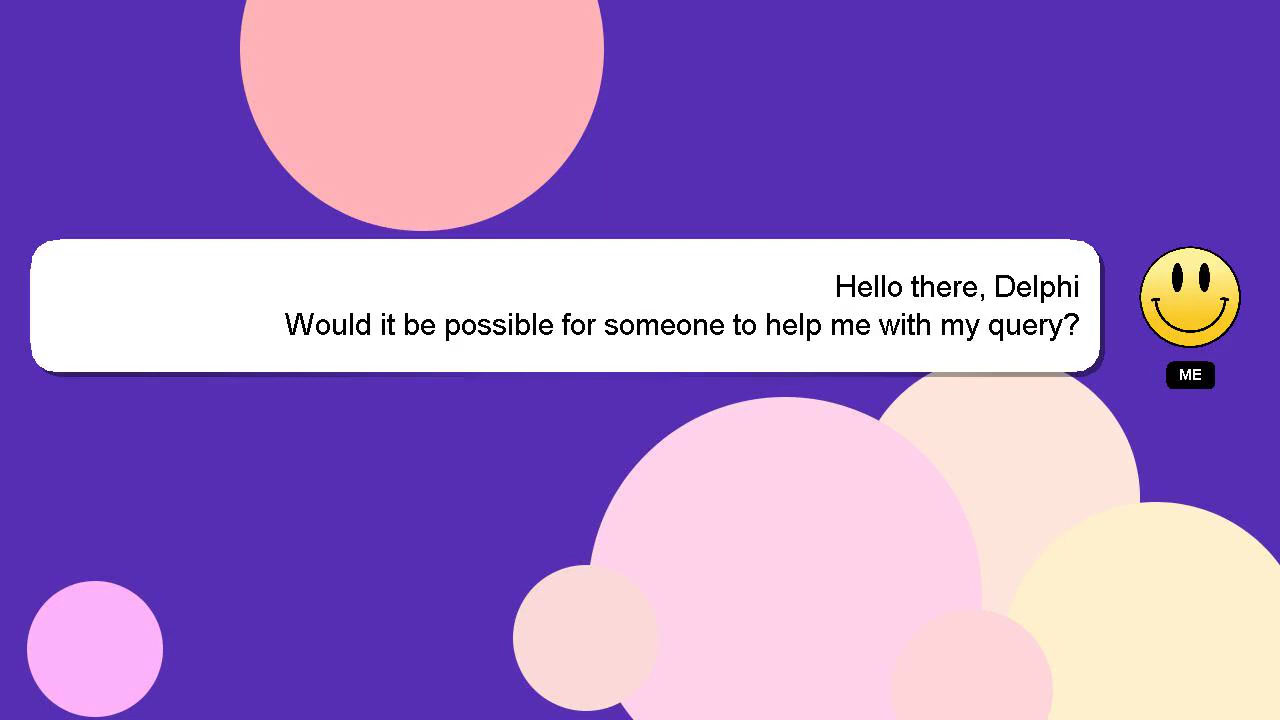 Hello there, Delphi
Would it be possible for someone to help me with my query?
ME